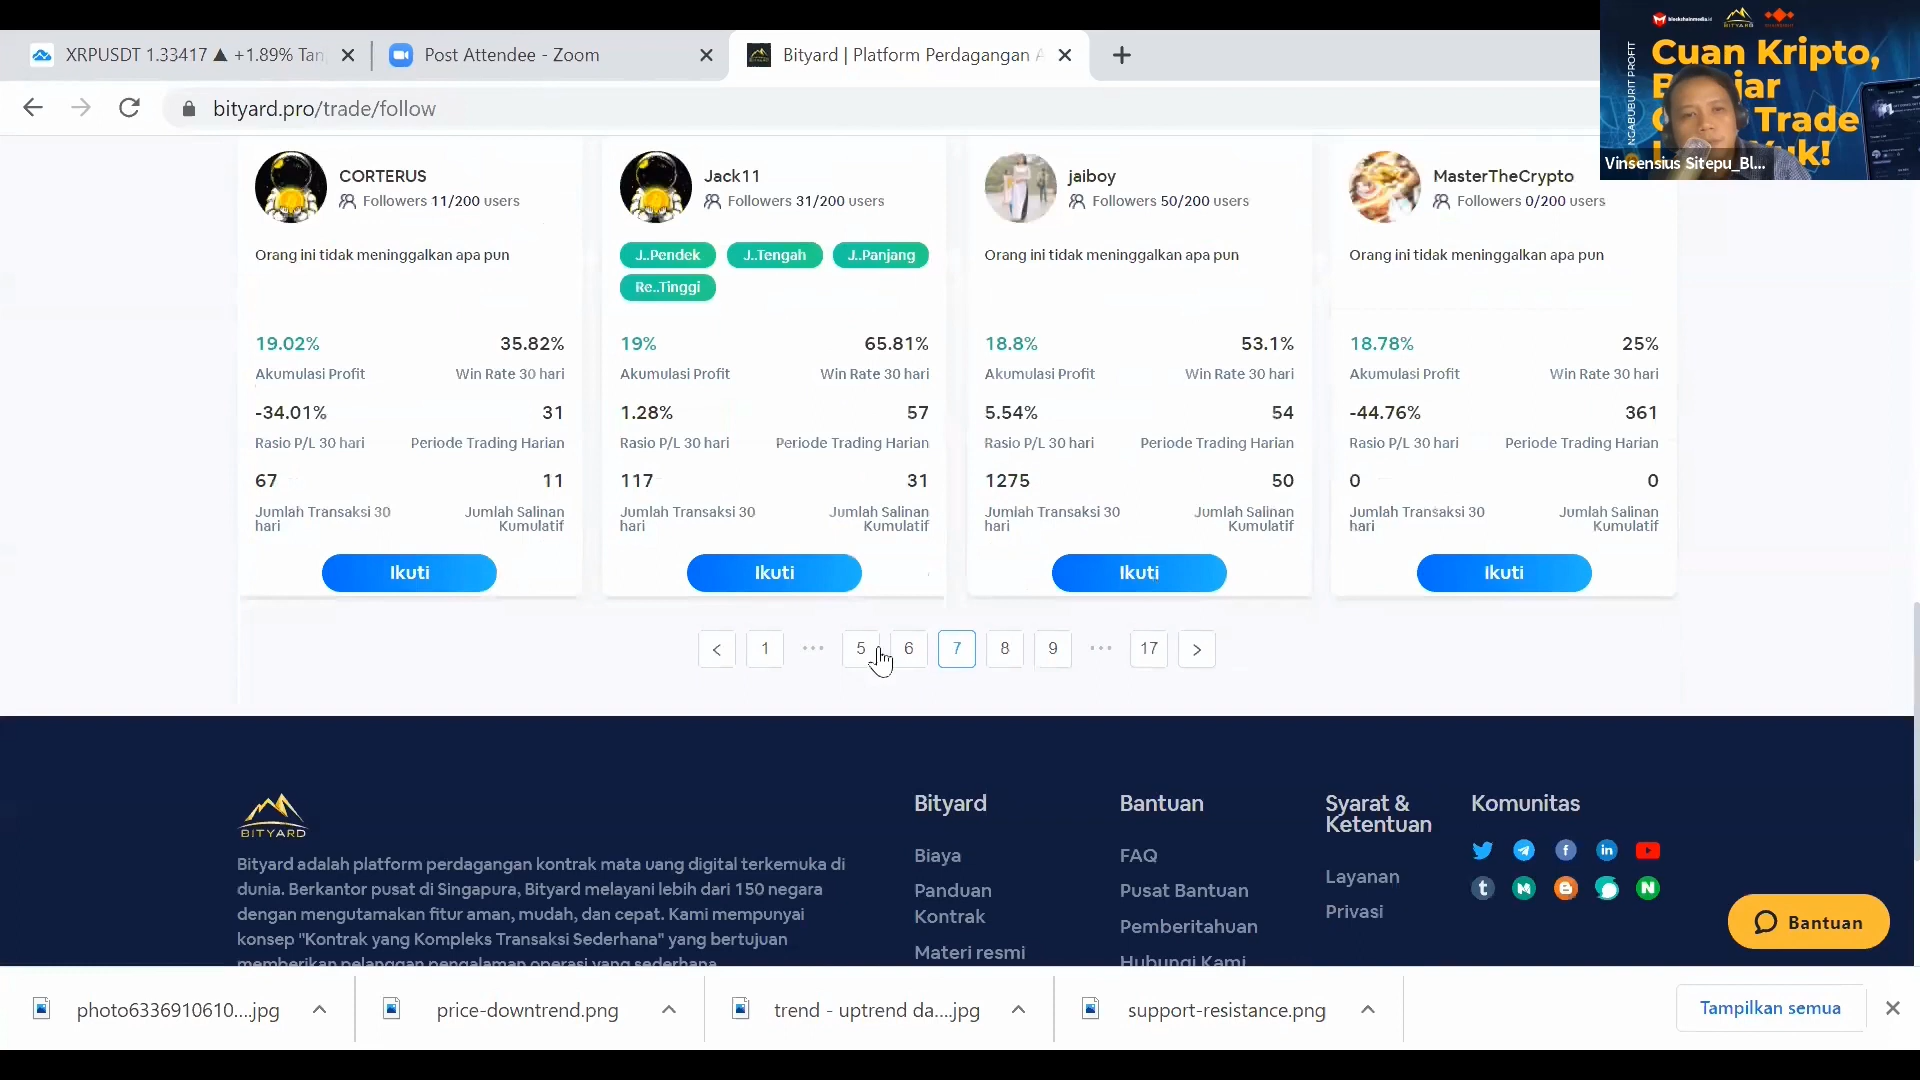 XRPUSDT 1.33417 ▲ +1.89% Tan
Post Attendee - Zoom
Bityard | Platform Perdagangan A
bityard.pro/trade/follow
blockchainmedia.id
BITYARD
NGABUBURIT PROFIT
Cuan Kripto,
Trade
Yuk!
Vinsensius Sitepu_Bl...
CORTERUS
Followers 11/200 users
Orang ini tidak meninggalkan apa pun
19.02% 35.82%
Akumulasi Profit Win Rate 30 hari
-34.01% 31
Rasio P/L 30 hari Periode Trading Harian
67 11
Jumlah Transaksi 30 hari Jumlah Salinan Kumulatif
Ikuti
Jack11
Followers 31/200 users
J..Pendek J..Tengah J..Panjang
Re..Tinggi
19% 65.81%
Akumulasi Profit Win Rate 30 hari
1.28% 57
Rasio P/L 30 hari Periode Trading Harian
117 31
Jumlah Transaksi 30 hari Jumlah Salinan Kumulatif
Ikuti
jaiboy
Followers 50/200 users
Orang ini tidak meninggalkan apa pun
18.8% 53.1%
Akumulasi Profit Win Rate 30 hari
5.54% 54
Rasio P/L 30 hari Periode Trading Harian
1275 50
Jumlah Transaksi 30 hari Jumlah Salinan Kumulatif
Ikuti
MasterTheCrypto
Followers 0/200 users
Orang ini tidak meninggalkan apa pun
18.78% 25%
Akumulasi Profit Win Rate 30 hari
-44.76% 361
Rasio P/L 30 hari Periode Trading Harian
0 0
Jumlah Transaksi 30 hari Jumlah Salinan Kumulatif
Ikuti
< 1 ••• 5 6 7 8 9 ••• 17 >
BITYARD
Bityard adalah platform perdagangan kontrak mata uang digital terkemuka di
dunia. Berkantor pusat di Singapura, Bityard melayani lebih dari 150 negara
dengan mengutamakan fitur aman, mudah, dan cepat. Kami mempunyai
konsep "Kontrak yang Kompleks Transaksi Sederhana" yang bertujuan
memberikan pelanggan pengalaman operasi yang sederhana.
Bityard
Biaya
Panduan
Kontrak
Materi resmi
Bantuan
FAQ
Pusat Bantuan
Pemberitahuan
Hubungi Kami
Syarat &
Ketentuan
Layanan
Privasi
Komunitas
Bantuan
photo6336910610....jpg
price-downtrend.png
trend - uptrend da....jpg
support-resistance.png
Tampilkan semua